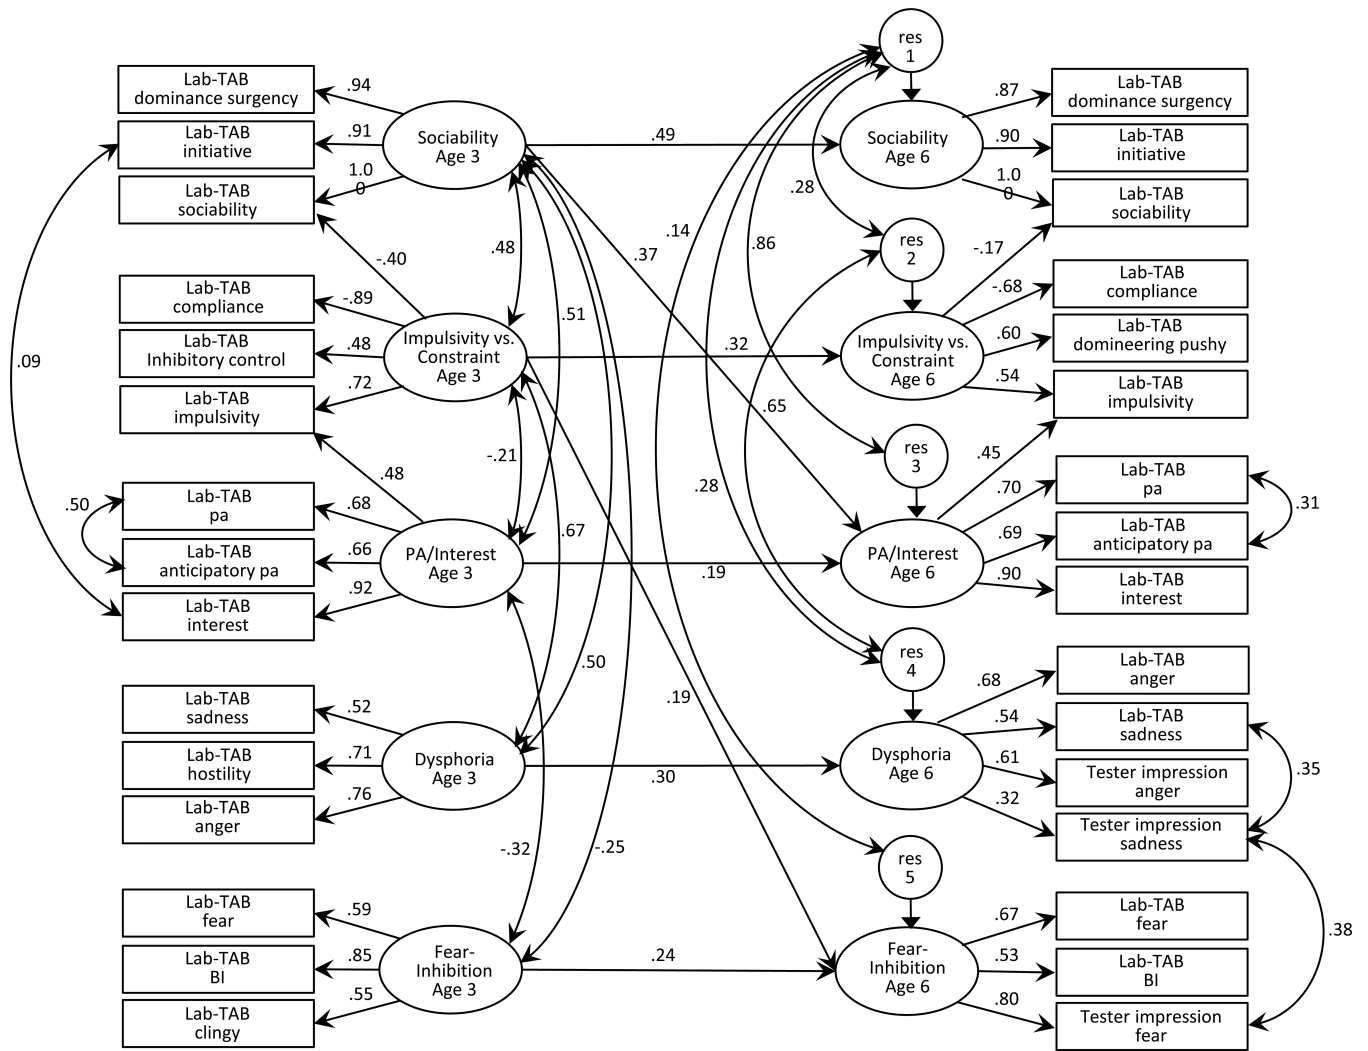 res
1
Lab-TAB
dominance surgency
.94
Sociability
Age 3
.49
Sociability
Age 6
.87
Lab-TAB
dominance surgency
Lab-TAB
initiative
.91
.90
Lab-TAB
initiative
Lab-TAB
sociability
1.0
0
1.0
0
Lab-TAB
sociability
.28
-.40
.48
.37
.14
.86
res
2
-.17
Lab-TAB
compliance
-.89
.51
-.68
Lab-TAB
compliance
Lab-TAB
Inhibitory control
.48
Impulsivity vs.
Constraint
Age 3
.32
Impulsivity vs.
Constraint
Age 6
.60
Lab-TAB
domineering pushy
.09
Lab-TAB
impulsivity
.72
.54
Lab-TAB
impulsivity
.65
.48
-.21
.28
res
3
.45
.50
Lab-TAB
pa
.68
.70
Lab-TAB
pa
.31
Lab-TAB
anticipatory pa
.66
PA/Interest
Age 3
.67
.19
PA/Interest
Age 6
.69
Lab-TAB
anticipatory pa
Lab-TAB
interest
.92
.90
Lab-TAB
interest
.50
.19
res
4
.68
Lab-TAB
anger
Lab-TAB
sadness
.52
.54
Lab-TAB
sadness
Lab-TAB
hostility
.71
Dysphoria
Age 3
.30
Dysphoria
Age 6
.61
Tester impression
anger
.35
Lab-TAB
anger
.76
.32
Tester impression
sadness
-.32
-.25
res
5
Lab-TAB
fear
.59
.67
Lab-TAB
fear
.38
Lab-TAB
BI
.85
Fear-
Inhibition
Age 3
.24
Fear-
Inhibition
Age 6
.53
Lab-TAB
BI
Lab-TAB
clingy
.55
.80
Tester impression
fear